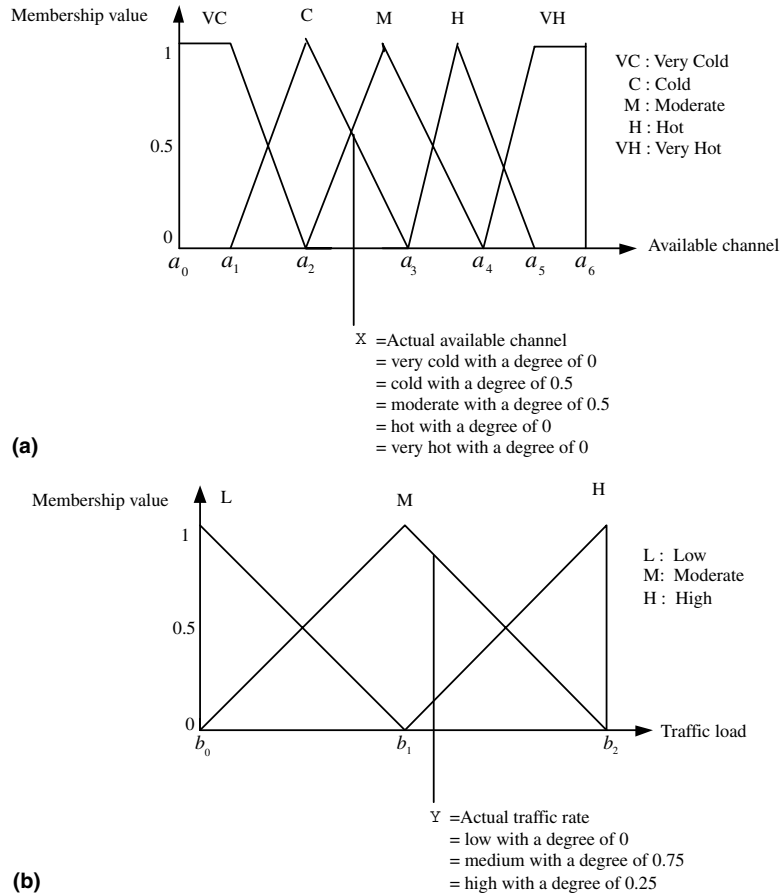 Membership value
VC C M H VH
1
0.5
0
VC : Very Cold
C : Cold
M : Moderate
H : Hot
VH : Very Hot
a0 a1 a2 a3 a4 a5 a6
Available channel
X =Actual available channel
= very cold with a degree of 0
= cold with a degree of 0.5
= moderate with a degree of 0.5
= hot with a degree of 0
= very hot with a degree of 0
(a)
Membership value
L M H
1
0.5
0
L : Low
M: Moderate
H : High
b0 b1 b2
Traffic load
Y =Actual traffic rate
= low with a degree of 0
= medium with a degree of 0.75
= high with a degree of 0.25
(b)